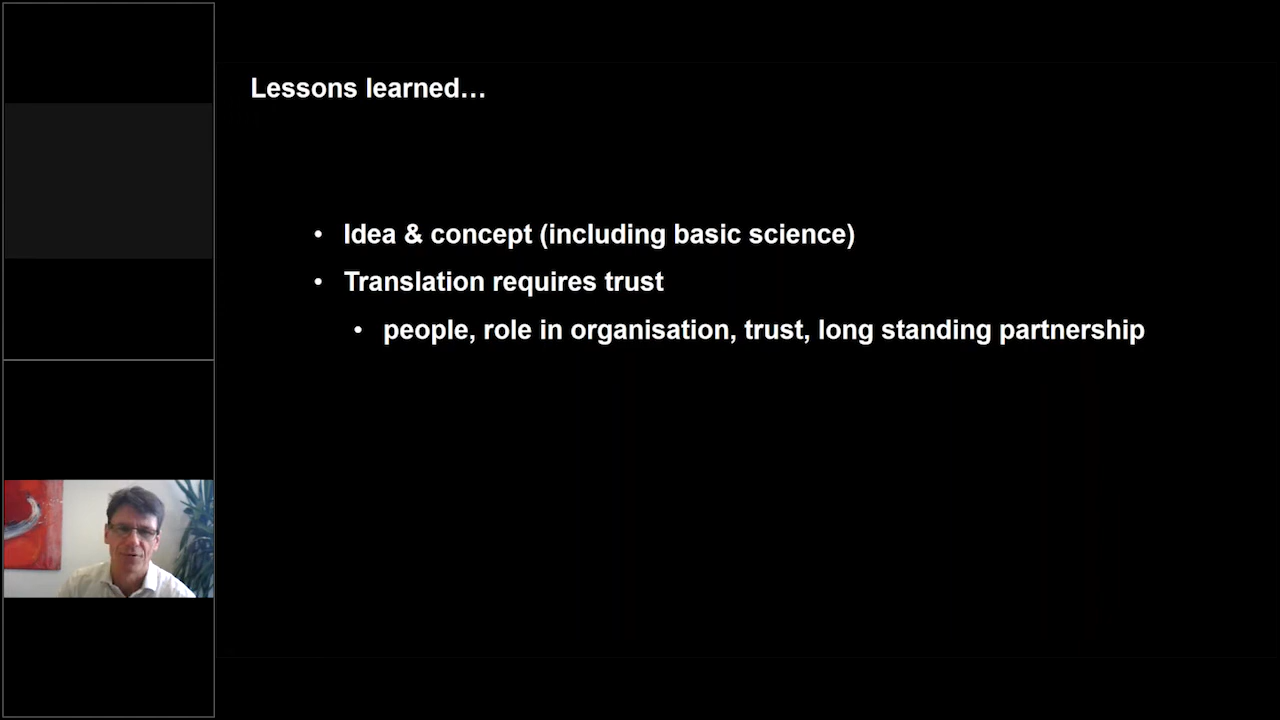 Lessons learned…
• Idea & concept (including basic science)
• Translation requires trust
• people, role in organisation, trust, long standing partnership